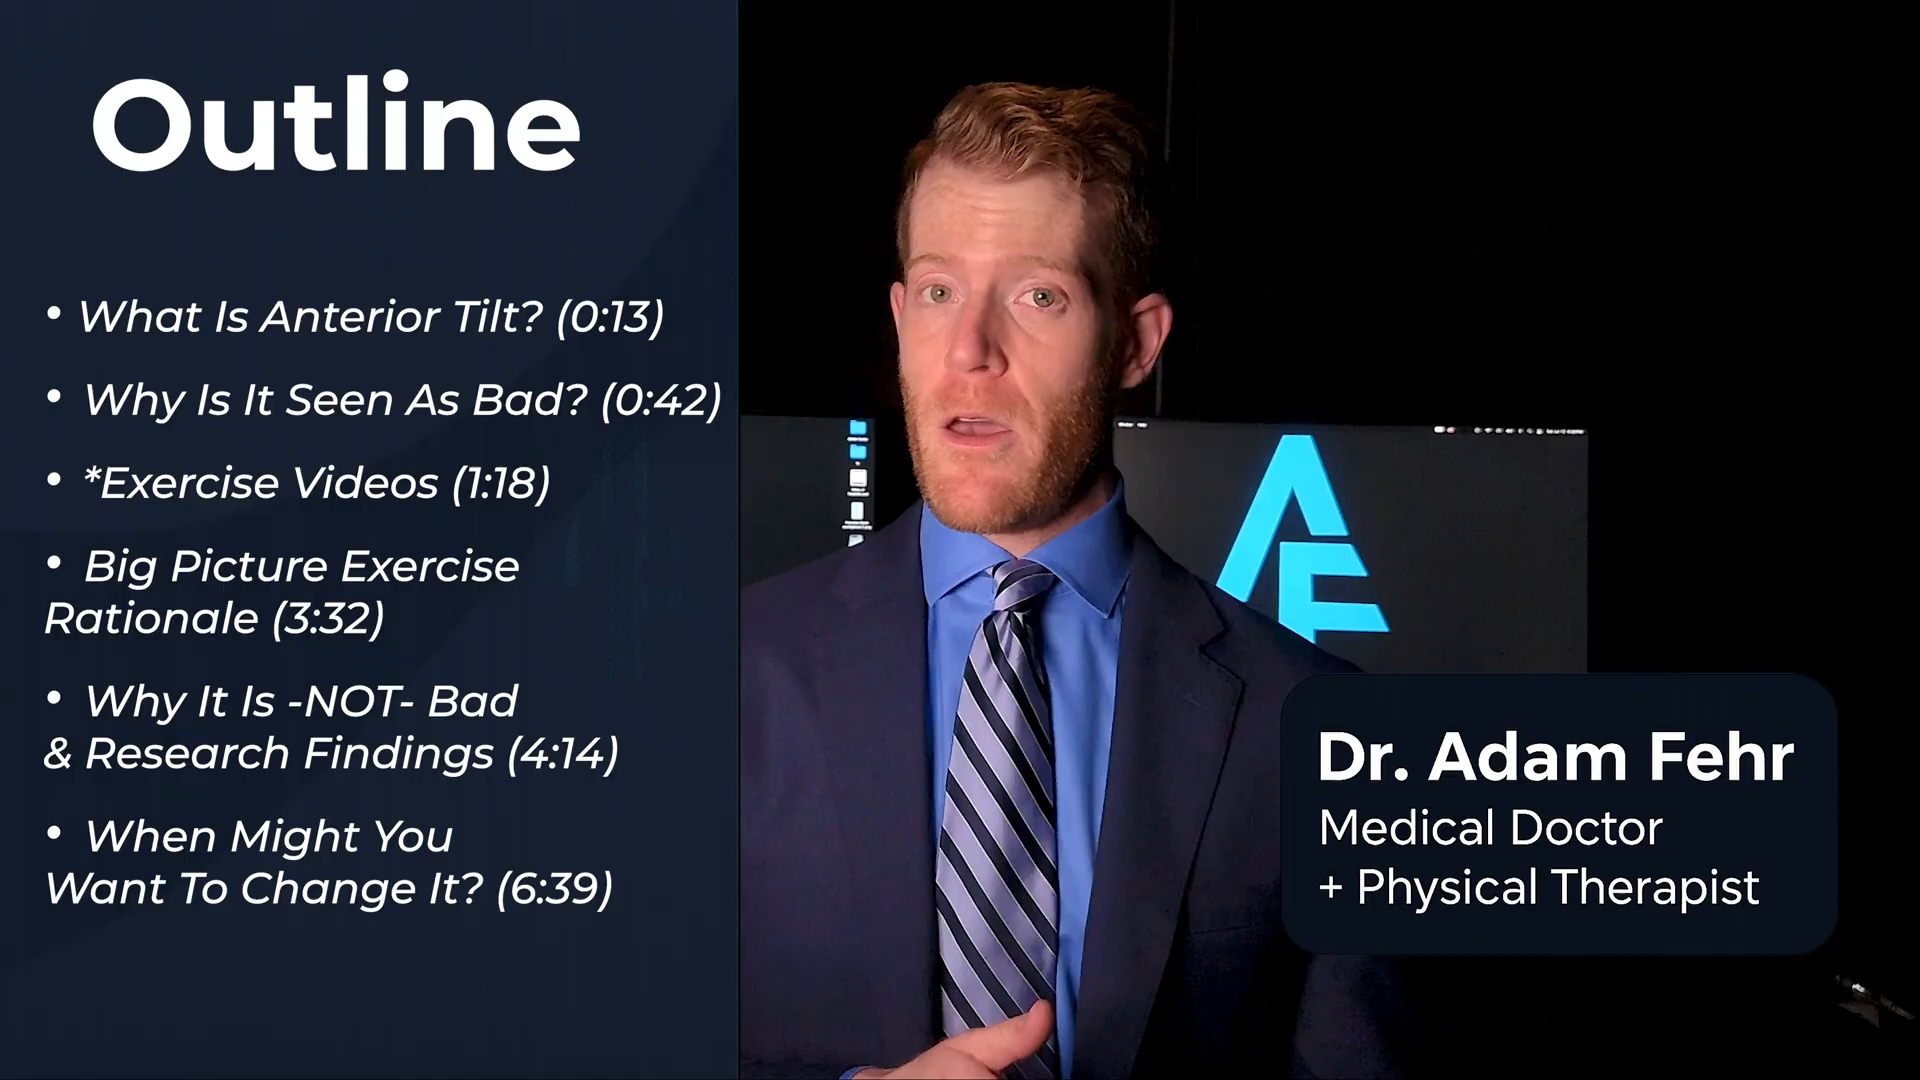 Outline
• What Is Anterior Tilt? (0:13)
• Why Is It Seen As Bad? (0:42)
• *Exercise Videos (1:18)
• Big Picture Exercise
Rationale (3:32)
• Why It Is -NOT- Bad
& Research Findings (4:14)
• When Might You
Want To Change It? (6:39)
AF
Dr. Adam Fehr
Medical Doctor
+ Physical Therapist